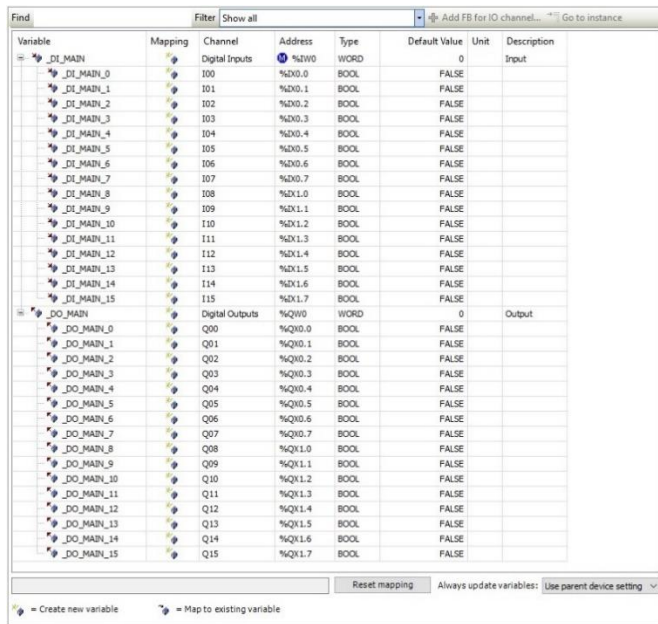 Find Filter Show all Add FB for IO channel... Go to instance
Variable Mapping Channel Address Type Default Value Unit Description
_DI_MAIN Digital Inputs %IW0 WORD 0 Input
_DI_MAIN_0 I00 %IX0.0 BOOL FALSE
_DI_MAIN_1 I01 %IX0.1 BOOL FALSE
_DI_MAIN_2 I02 %IX0.2 BOOL FALSE
_DI_MAIN_3 I03 %IX0.3 BOOL FALSE
_DI_MAIN_4 I04 %IX0.4 BOOL FALSE
_DI_MAIN_5 I05 %IX0.5 BOOL FALSE
_DI_MAIN_6 I06 %IX0.6 BOOL FALSE
_DI_MAIN_7 I07 %IX0.7 BOOL FALSE
_DI_MAIN_8 I08 %IX1.0 BOOL FALSE
_DI_MAIN_9 I09 %IX1.1 BOOL FALSE
_DI_MAIN_10 I10 %IX1.2 BOOL FALSE
_DI_MAIN_11 I11 %IX1.3 BOOL FALSE
_DI_MAIN_12 I12 %IX1.4 BOOL FALSE
_DI_MAIN_13 I13 %IX1.5 BOOL FALSE
_DI_MAIN_14 I14 %IX1.6 BOOL FALSE
_DI_MAIN_15 I15 %IX1.7 BOOL FALSE
_DO_MAIN Digital Outputs %QW0 WORD 0 Output
_DO_MAIN_0 Q00 %QX0.0 BOOL FALSE
_DO_MAIN_1 Q01 %QX0.1 BOOL FALSE
_DO_MAIN_2 Q02 %QX0.2 BOOL FALSE
_DO_MAIN_3 Q03 %QX0.3 BOOL FALSE
_DO_MAIN_4 Q04 %QX0.4 BOOL FALSE
_DO_MAIN_5 Q05 %QX0.5 BOOL FALSE
_DO_MAIN_6 Q06 %QX0.6 BOOL FALSE
_DO_MAIN_7 Q07 %QX0.7 BOOL FALSE
_DO_MAIN_8 Q08 %QX1.0 BOOL FALSE
_DO_MAIN_9 Q09 %QX1.1 BOOL FALSE
_DO_MAIN_10 Q10 %QX1.2 BOOL FALSE
_DO_MAIN_11 Q11 %QX1.3 BOOL FALSE
_DO_MAIN_12 Q12 %QX1.4 BOOL FALSE
_DO_MAIN_13 Q13 %QX1.5 BOOL FALSE
_DO_MAIN_14 Q14 %QX1.6 BOOL FALSE
_DO_MAIN_15 Q15 %QX1.7 BOOL FALSE
Reset mapping Always update variables: Use parent device setting
= Create new variable = Map to existing variable